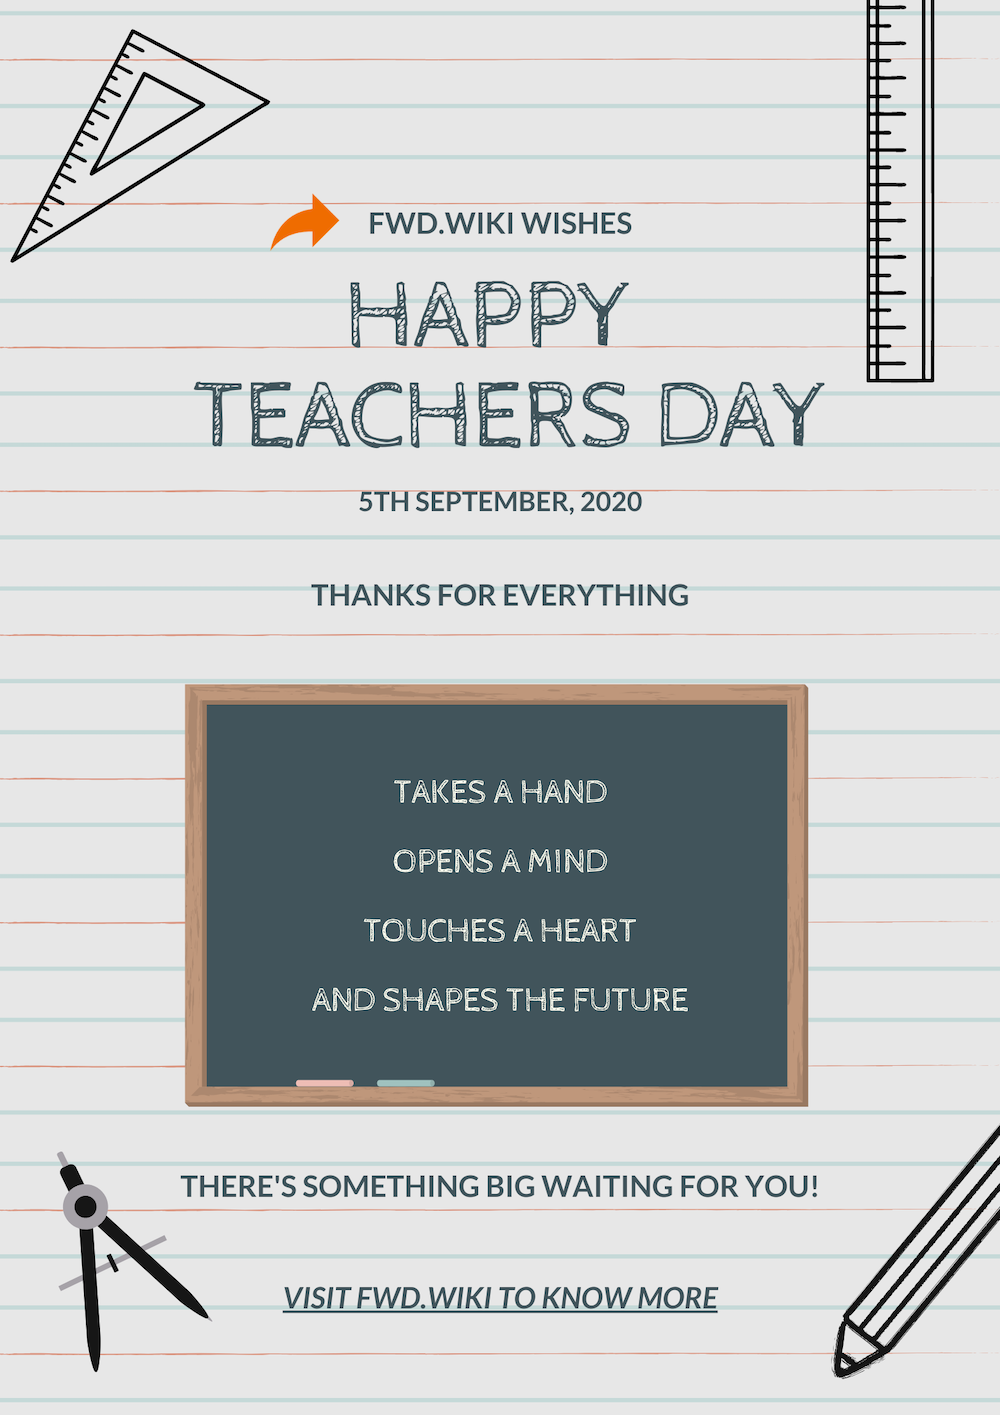 FWD.WIKI WISHES
HAPPY
TEACHERS DAY
5TH SEPTEMBER, 2020
THANKS FOR EVERYTHING
TAKES A HAND
OPENS A MIND
TOUCHES A HEART
AND SHAPES THE FUTURE
THERE'S SOMETHING BIG WAITING FOR YOU!
VISIT FWD.WIKI TO KNOW MORE